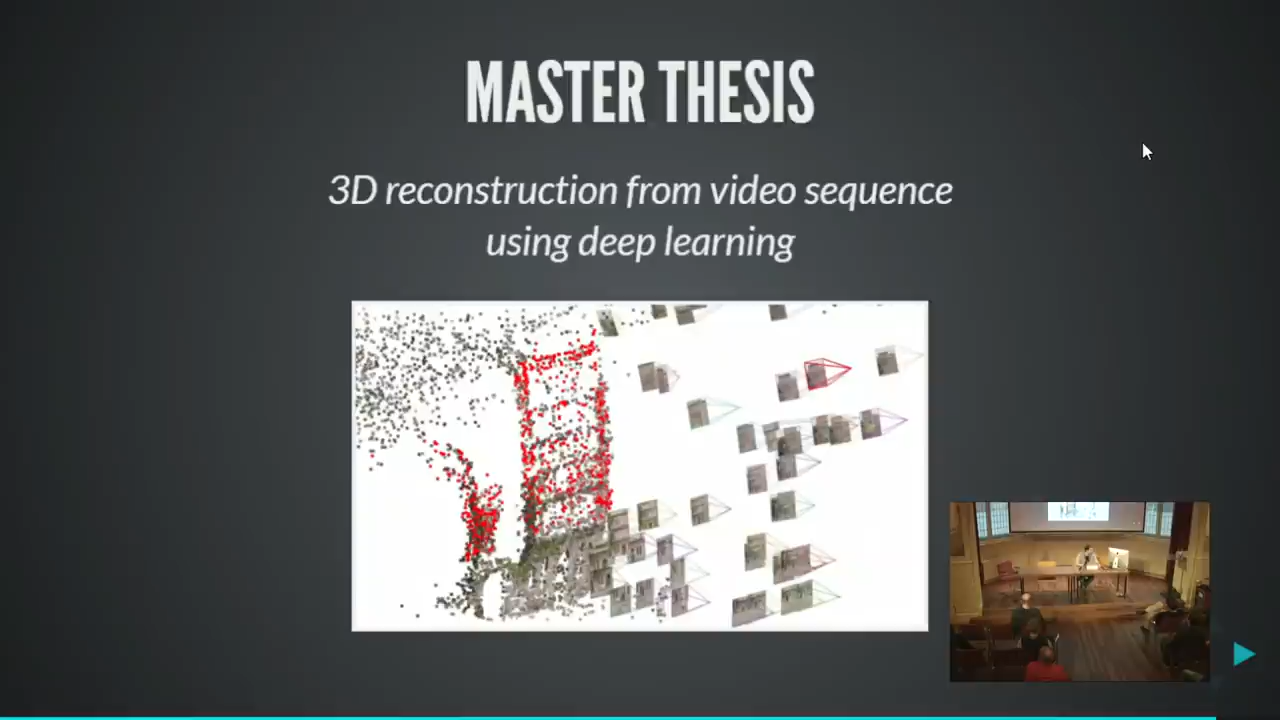 MASTER THESIS
3D reconstruction from video sequence
using deep learning